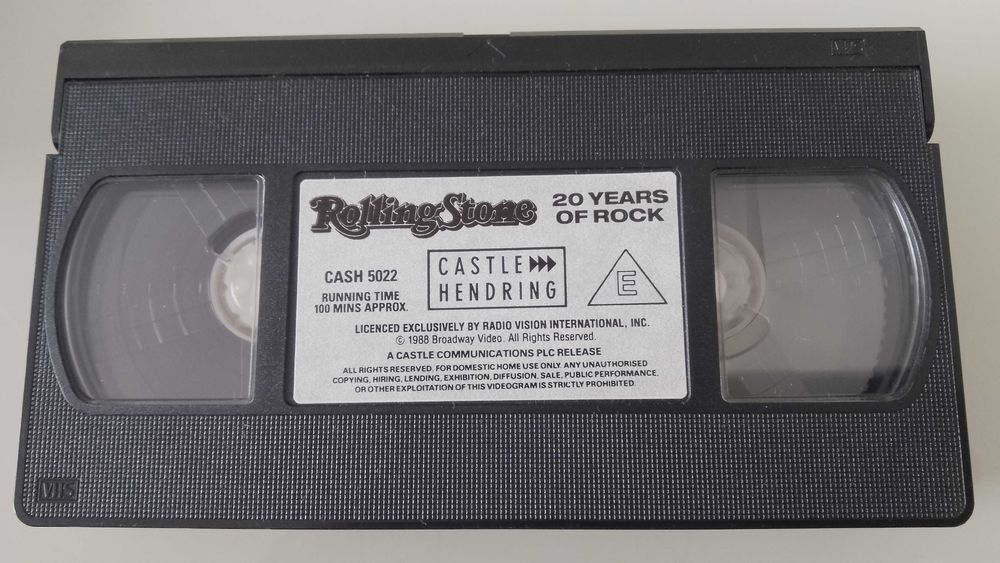 VHS
Rolling Stone
20 YEARS
OF ROCK
CASH 5022
RUNNING TIME
100 MINS APPROX.
CASTLE
HENDRING
E
LICENCED EXCLUSIVELY BY RADIO VISION INTERNATIONAL, INC.
© 1988 Broadway Video. All Rights Reserved.
A CASTLE COMMUNICATIONS PLC RELEASE
ALL RIGHTS RESERVED. FOR DOMESTIC HOME USE ONLY. ANY UNAUTHORISED
COPYING, HIRING, LENDING, EXHIBITION, DIFFUSION, SALE, PUBLIC PERFORMANCE,
OR OTHER EXPLOITATION OF THIS VIDEOGRAM IS STRICTLY PROHIBITED.
VHS